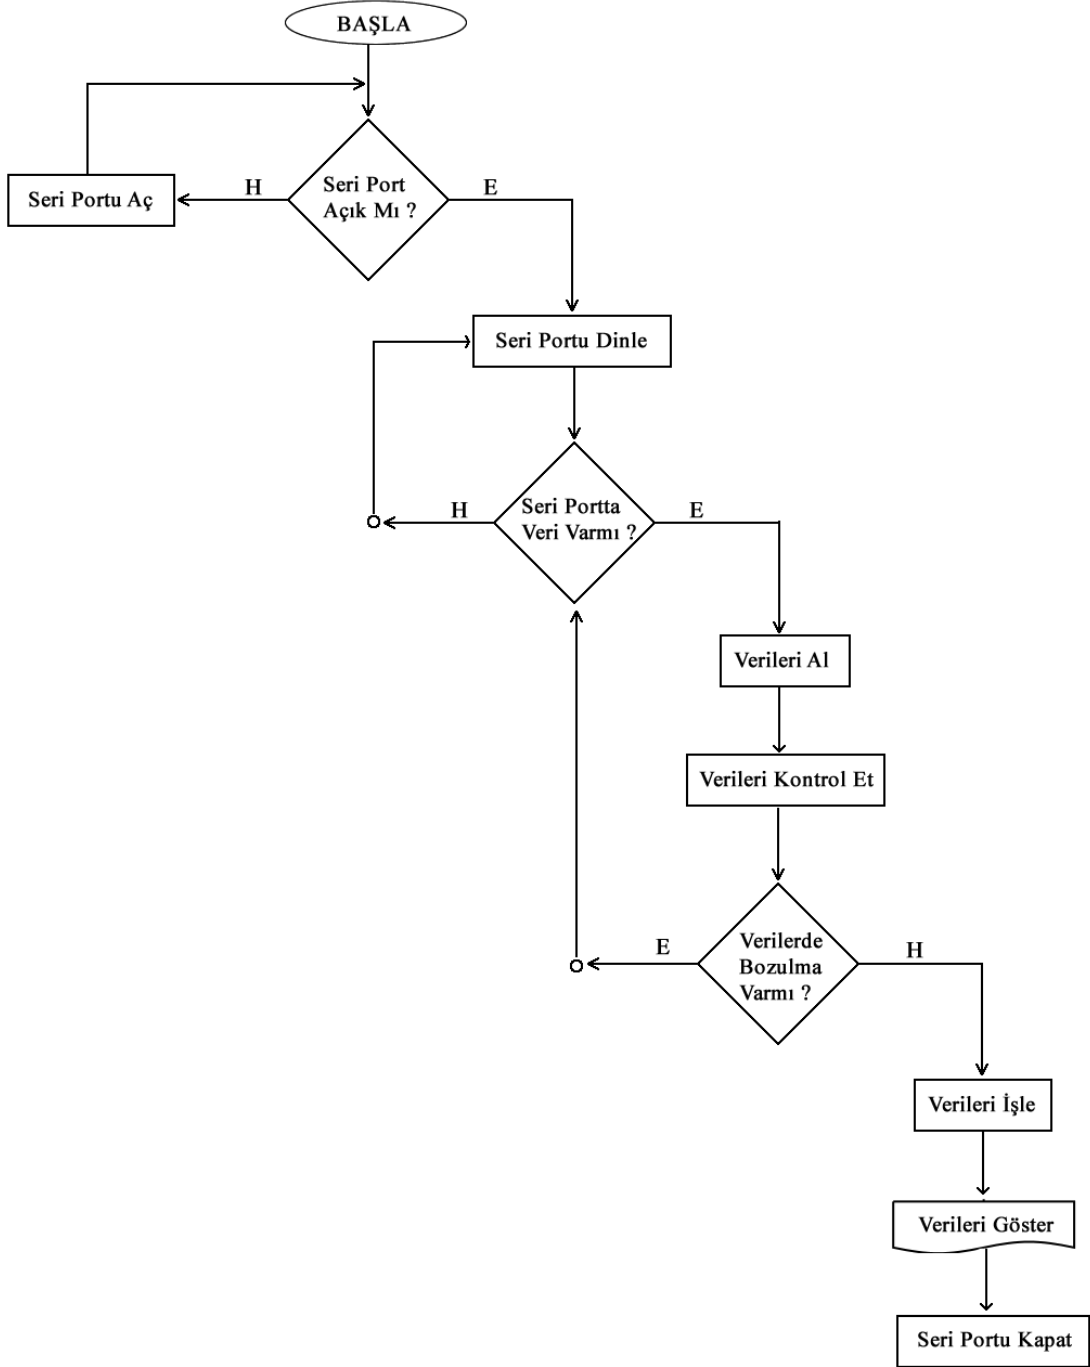 BAŞLA
Seri Portu Aç
H
Seri Port
Açık Mı ?
E
Seri Portu Dinle
H
Seri Portta
Veri Varmı ?
E
Verileri Al
Verileri Kontrol Et
E
Verilerde
Bozulma
Varmı ?
H
Verileri İşle
Verileri Göster
Seri Portu Kapat